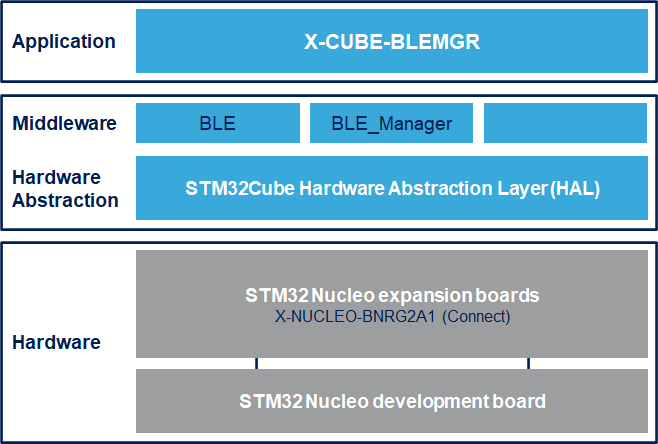 Application
X-CUBE-BLEMGR
Middleware
BLE
BLE_Manager
Hardware
Abstraction
STM32Cube Hardware Abstraction Layer (HAL)
Hardware
STM32 Nucleo expansion boards
X-NUCLEO-BNRG2A1 (Connect)
STM32 Nucleo development board